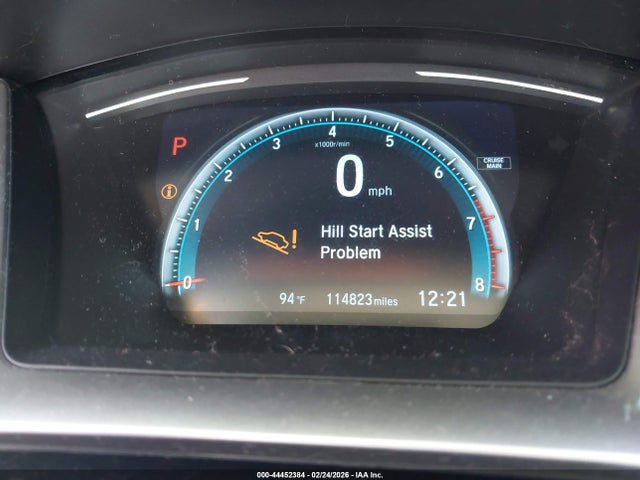 P
i
0
1
2
3
4
5
6
7
8
x1000r/min
CRUISE
MAIN
0 mph
!
Hill Start Assist
Problem
94°F 114823miles 12:21
000-44452384 - 02/24/2026 - IAA Inc.